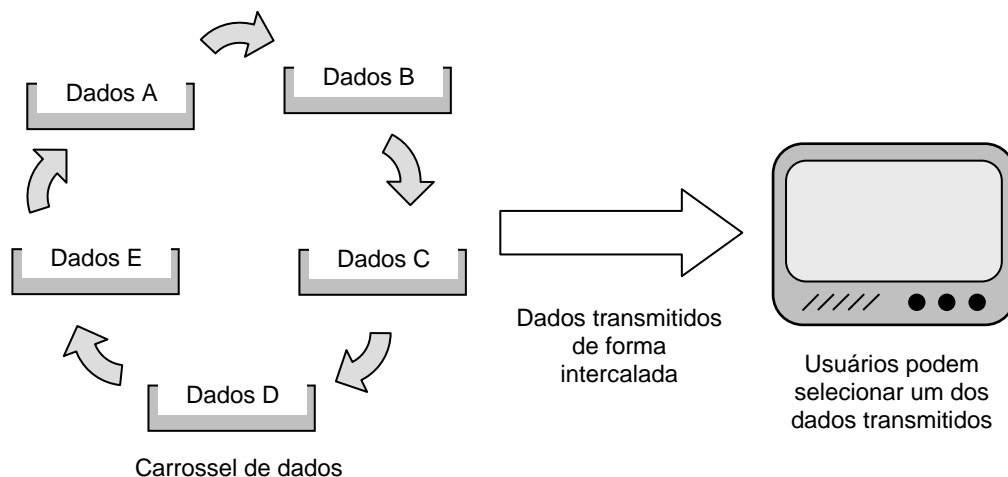 Dados A
Dados B
Dados E
Dados C
Dados D
Carrossel de dados
Dados transmitidos
de forma
intercalada
Usuários podem
selecionar um dos
dados transmitidos